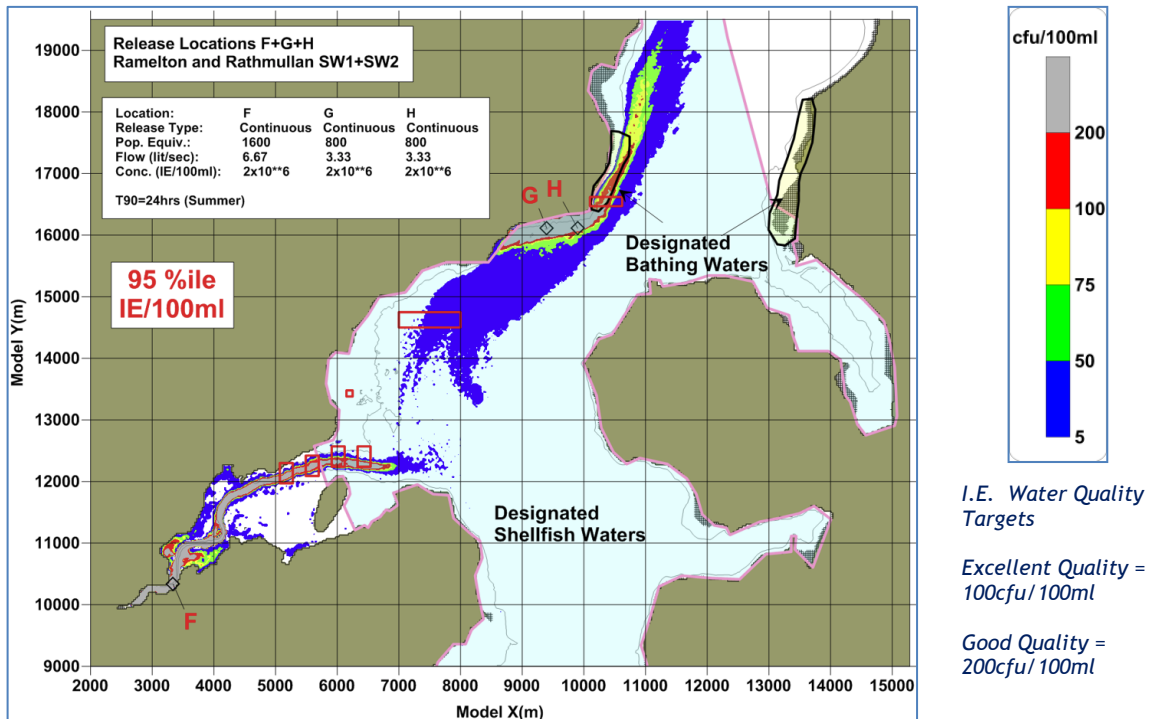 Release Locations F+G+H
Ramelton and Rathmullan SW1+SW2
Location: F G H
Release Type: Continuous Continuous Continuous
Pop. Equiv.: 1600 800 800
Flow (lit/sec): 6.67 3.33 3.33
Conc. (IE/100ml): 2x10**6 2x10**6 2x10**6
T90=24hrs (Summer)
95 %ile
IE/100ml
G H
Designated
Bathing Waters
Designated
Shellfish Waters
F
19000
18000
17000
16000
15000
14000
13000
12000
11000
10000
9000
Model Y(m)
2000 3000 4000 5000 6000 7000 8000 9000 10000 11000 12000 13000 14000 15000
Model X(m)
cfu/100ml
200
100
75
50
5
I.E. Water Quality
Targets
Excellent Quality =
100cfu/100ml
Good Quality =
200cfu/100ml